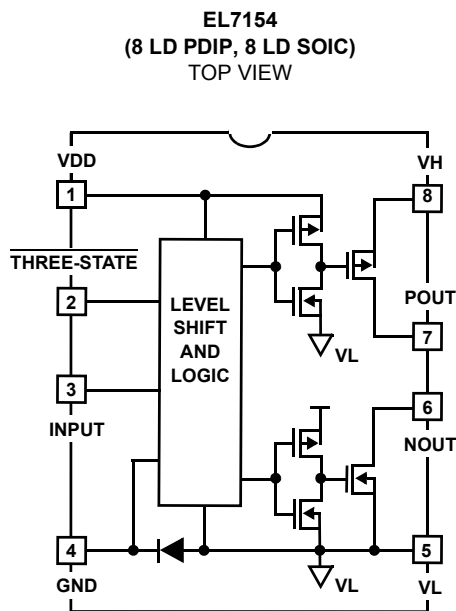 EL7154
(8 LD PDIP, 8 LD SOIC)
TOP VIEW
VDD
VH
1
8
THREE-STATE
2
LEVEL
SHIFT
AND
LOGIC
POUT
VL
7
3
INPUT
6
NOUT
4
5
GND
VL
VL